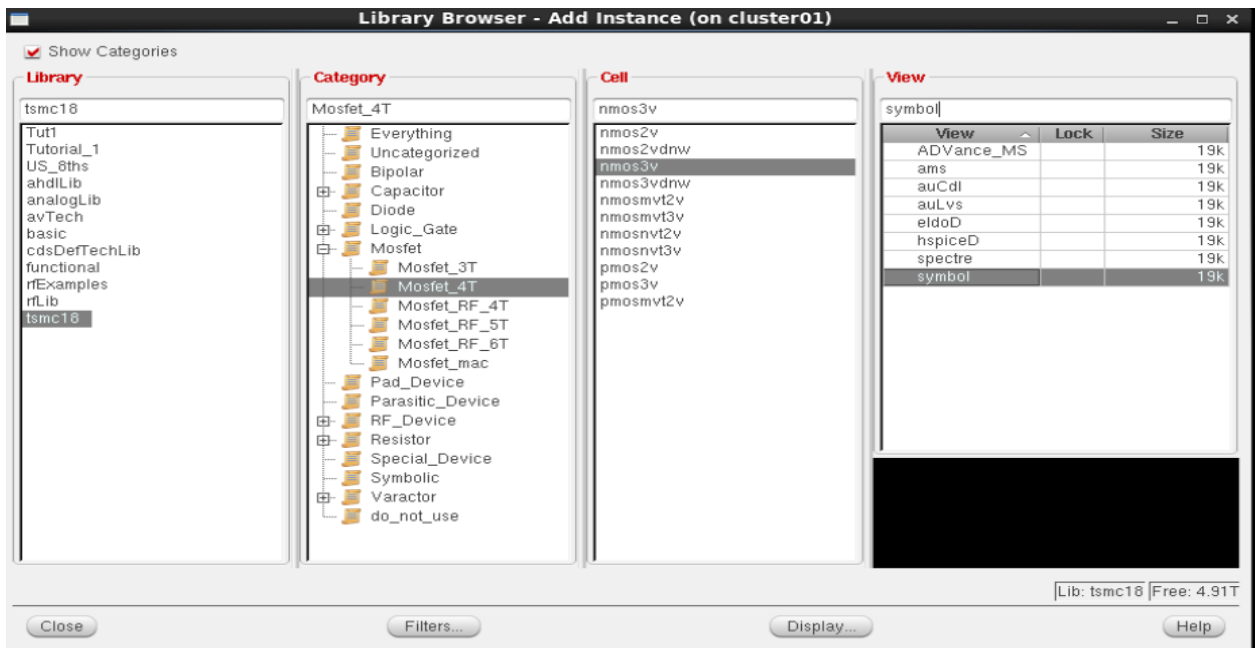 Library Browser - Add Instance (on cluster01)
Show Categories
Library
tsmc18
Tut1
Tutorial_1
US_8ths
ahdlLib
analogLib
avTech
basic
cdsDefTechLib
functional
rfExamples
rfLib
tsmc18
Category
Mosfet_4T
Everything
Uncategorized
Bipolar
Capacitor
Diode
Logic_Gate
Mosfet
Mosfet_3T
Mosfet_4T
Mosfet_RF_4T
Mosfet_RF_5T
Mosfet_RF_6T
Mosfet_mac
Pad_Device
Parasitic_Device
RF_Device
Resistor
Special_Device
Symbolic
Varactor
do_not_use
Cell
nmos3v
nmos2v
nmos2vdnw
nmos3v
nmos3vdnw
nmosmvt2v
nmosmvt3v
nmosnvt2v
nmosnvt3v
pmos2v
pmos3v
pmosmvt2v
View
symbol
View Lock Size
ADVance_MS 19k
ams 19k
auCdl 19k
auLvs 19k
eldoD 19k
hspiceD 19k
spectre 19k
symbol 19k
Lib: tsmc18 Free: 4.91T
Close Filters... Display... Help